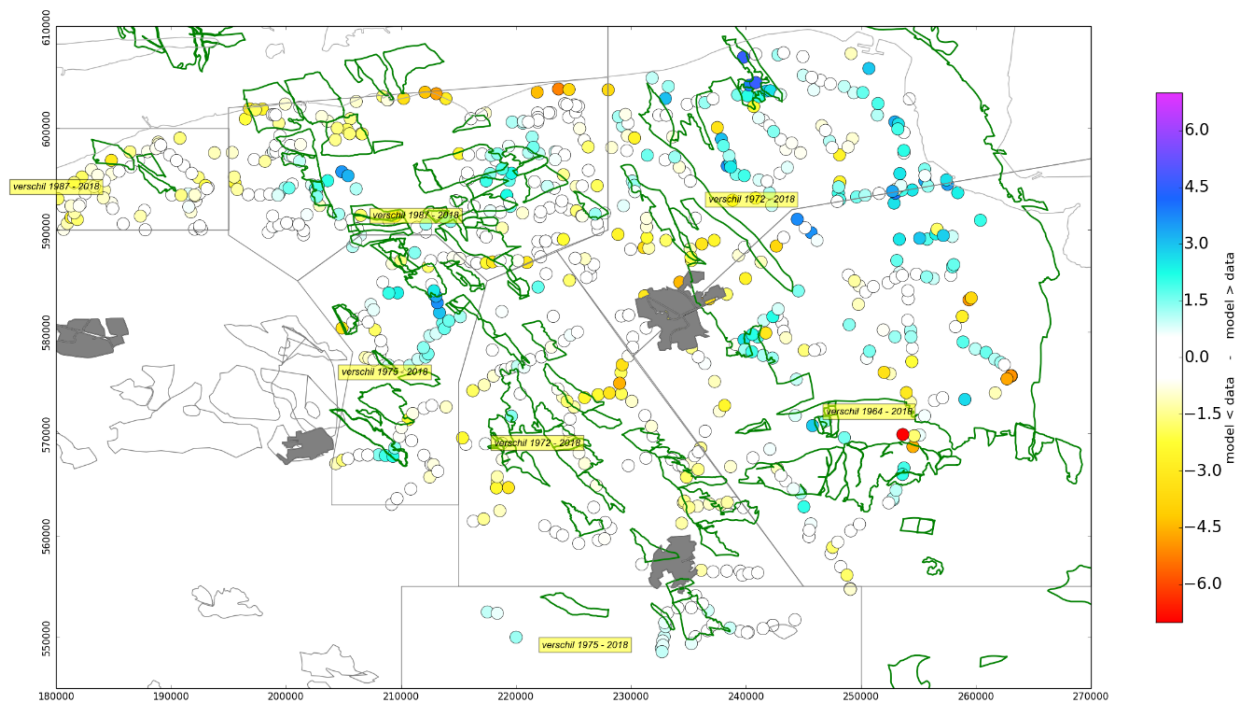 610000
600000
590000
580000
570000
560000
550000
180000 190000 200000 210000 220000 230000 240000 250000 260000 270000
verschil 1987 - 2018
verschil 1972 - 2018
verschil 1987 - 2018
verschil 1975 - 2018
verschil 1964 - 2018
verschil 1972 - 2018
verschil 1975 - 2018
6.0
4.5
3.0
1.5
0.0
−1.5
−3.0
−4.5
−6.0
model < data - model > data